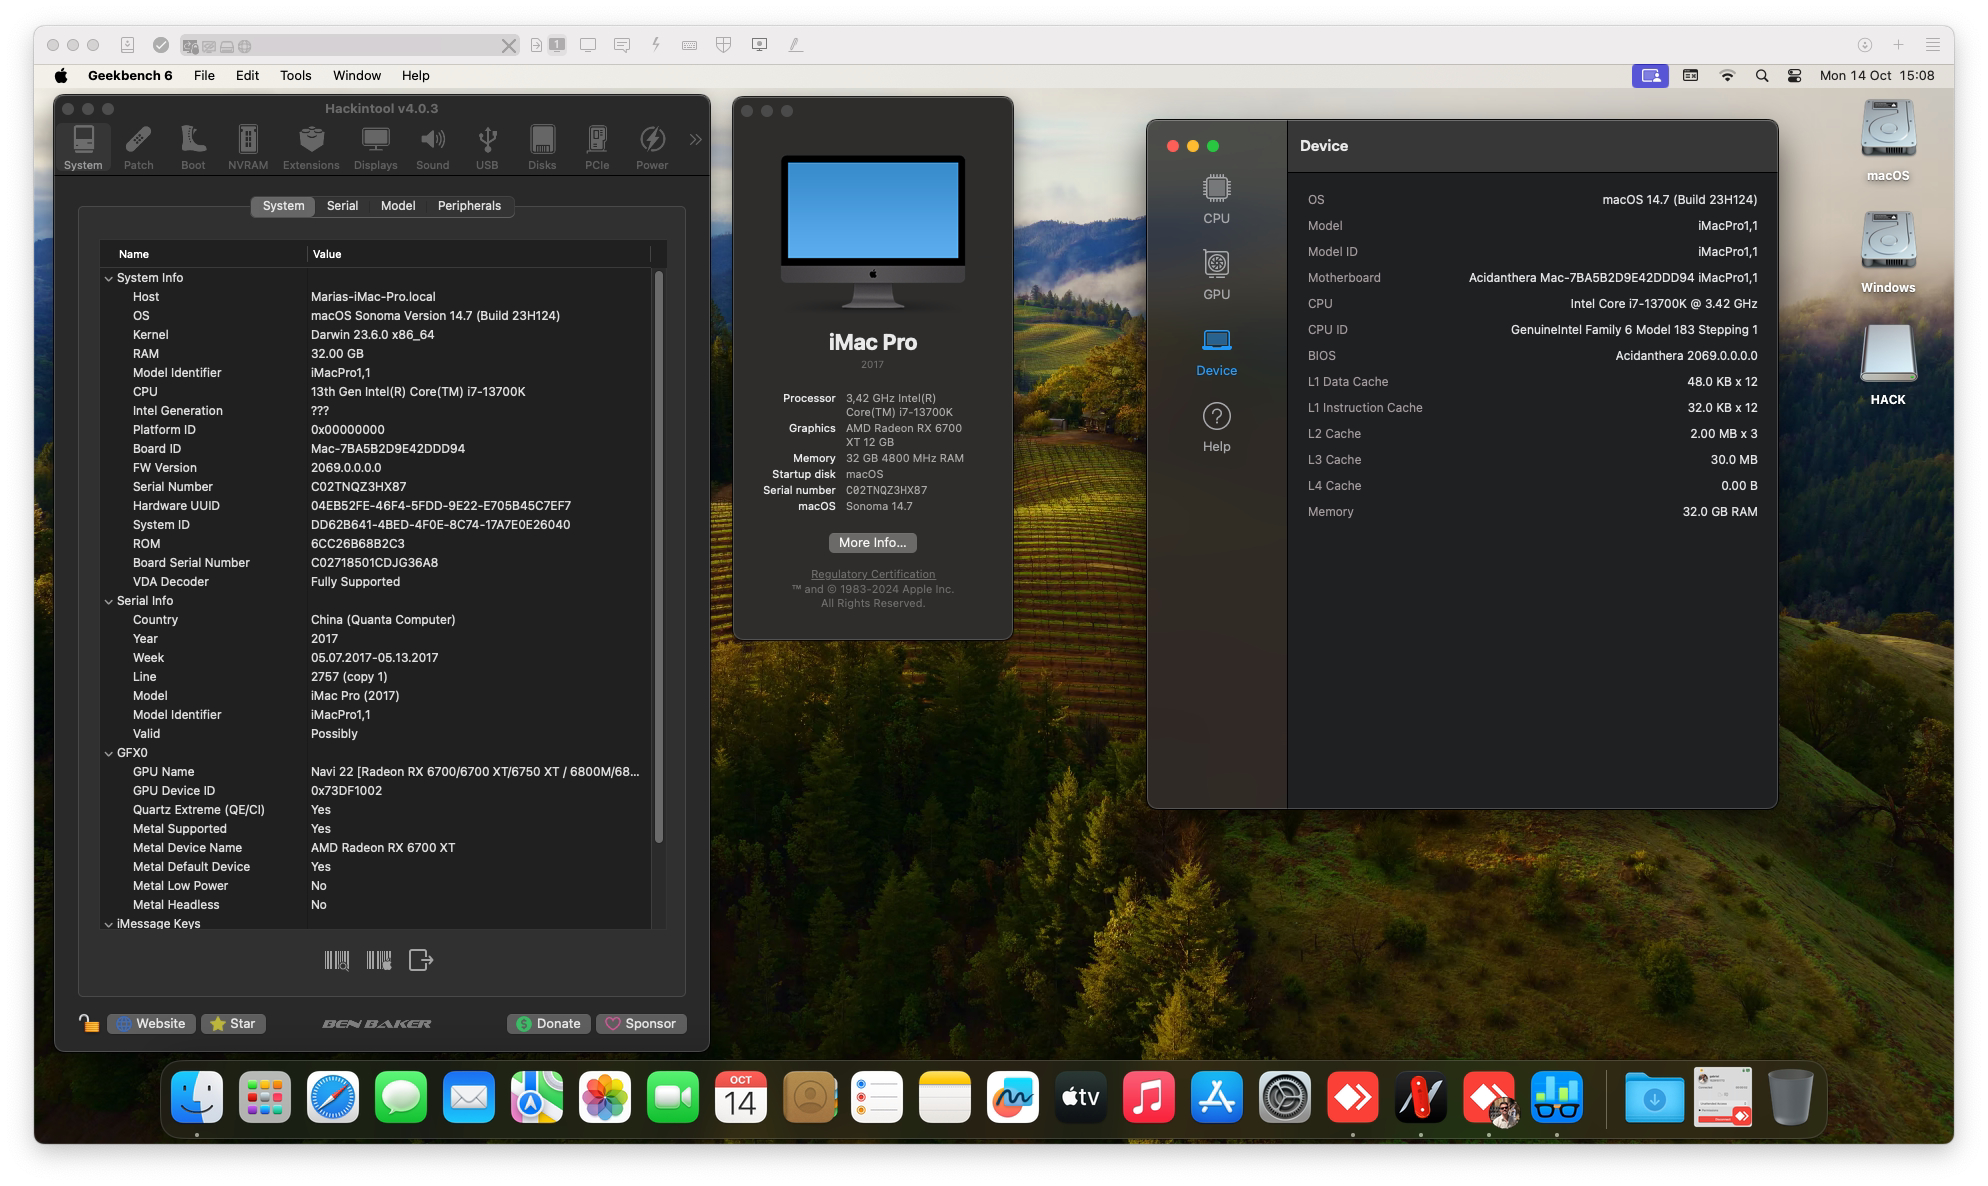 1
Geekbench 6 File Edit Tools Window Help
Mon 14 Oct 15:08
Hackintool v4.0.3
System Patch Boot NVRAM Extensions Displays Sound USB Disks PCIe Power
System Serial Model Peripherals
Name Value
System Info
Host Marias-iMac-Pro.local
OS macOS Sonoma Version 14.7 (Build 23H124)
Kernel Darwin 23.6.0 x86_64
RAM 32.00 GB
Model Identifier iMacPro1,1
CPU 13th Gen Intel(R) Core(TM) i7-13700K
Intel Generation ???
Platform ID 0x00000000
Board ID Mac-7BA5B2D9E42DDD94
FW Version 2069.0.0.0.0
Serial Number C02TNQZ3HX87
Hardware UUID 04EB52FE-46F4-5FDD-9E22-E705B45C7EF7
System ID DD62B641-4BED-4F0E-8C74-17A7E0E26040
ROM 6CC26B68B2C3
Board Serial Number C02718501CDJG36A8
VDA Decoder Fully Supported
Serial Info
Country China (Quanta Computer)
Year 2017
Week 05.07.2017-05.13.2017
Line 2757 (copy 1)
Model iMac Pro (2017)
Model Identifier iMacPro1,1
Valid Possibly
GFX0
GPU Name Navi 22 [Radeon RX 6700/6700 XT/6750 XT / 6800M/68...
GPU Device ID 0x73DF1002
Quartz Extreme (QE/CI) Yes
Metal Supported Yes
Metal Device Name AMD Radeon RX 6700 XT
Metal Default Device Yes
Metal Low Power No
Metal Headless No
iMessage Keys
Website Star BEN BAKER Donate Sponsor
iMac Pro
2017
Processor 3,42 GHz Intel(R)
Core(TM) i7-13700K
Graphics AMD Radeon RX 6700
XT 12 GB
Memory 32 GB 4800 MHz RAM
Startup disk macOS
Serial number C02TNQZ3HX87
macOS Sonoma 14.7
More Info...
Regulatory Certification
™ and © 1983-2024 Apple Inc.
All Rights Reserved.
CPU
GPU
Device
Help
Device
OS macOS 14.7 (Build 23H124)
Model iMacPro1,1
Model ID iMacPro1,1
Motherboard Acidanthera Mac-7BA5B2D9E42DDD94 iMacPro1,1
CPU Intel Core i7-13700K @ 3.42 GHz
CPU ID GenuineIntel Family 6 Model 183 Stepping 1
BIOS Acidanthera 2069.0.0.0.0
L1 Data Cache 48.0 KB x 12
L1 Instruction Cache 32.0 KB x 12
L2 Cache 2.00 MB x 3
L3 Cache 30.0 MB
L4 Cache 0.00 B
Memory 32.0 GB RAM
macOS
Windows
HACK
OCT
14
tv